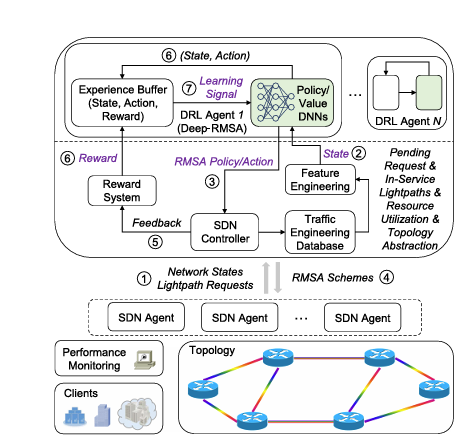 ⑥ (State, Action)
Experience Buffer
(State, Action,
Reward)
⑦ Learning
Signal
DRL Agent 1
(Deep-RMSA)
Policy/
Value
DNNs
...
DRL Agent N
⑥ Reward
RMSA Policy/Action
③
State ②
Pending
Request &
In-Service
Lightpaths &
Resource
Utilization &
Topology
Abstraction
Reward
System
Feature
Engineering
Feedback
⑤
SDN
Controller
Traffic
Engineering
Database
① Network States
Lightpath Requests
RMSA Schemes ④
SDN Agent
SDN Agent
...
SDN Agent
Performance
Monitoring
Clients
Topology